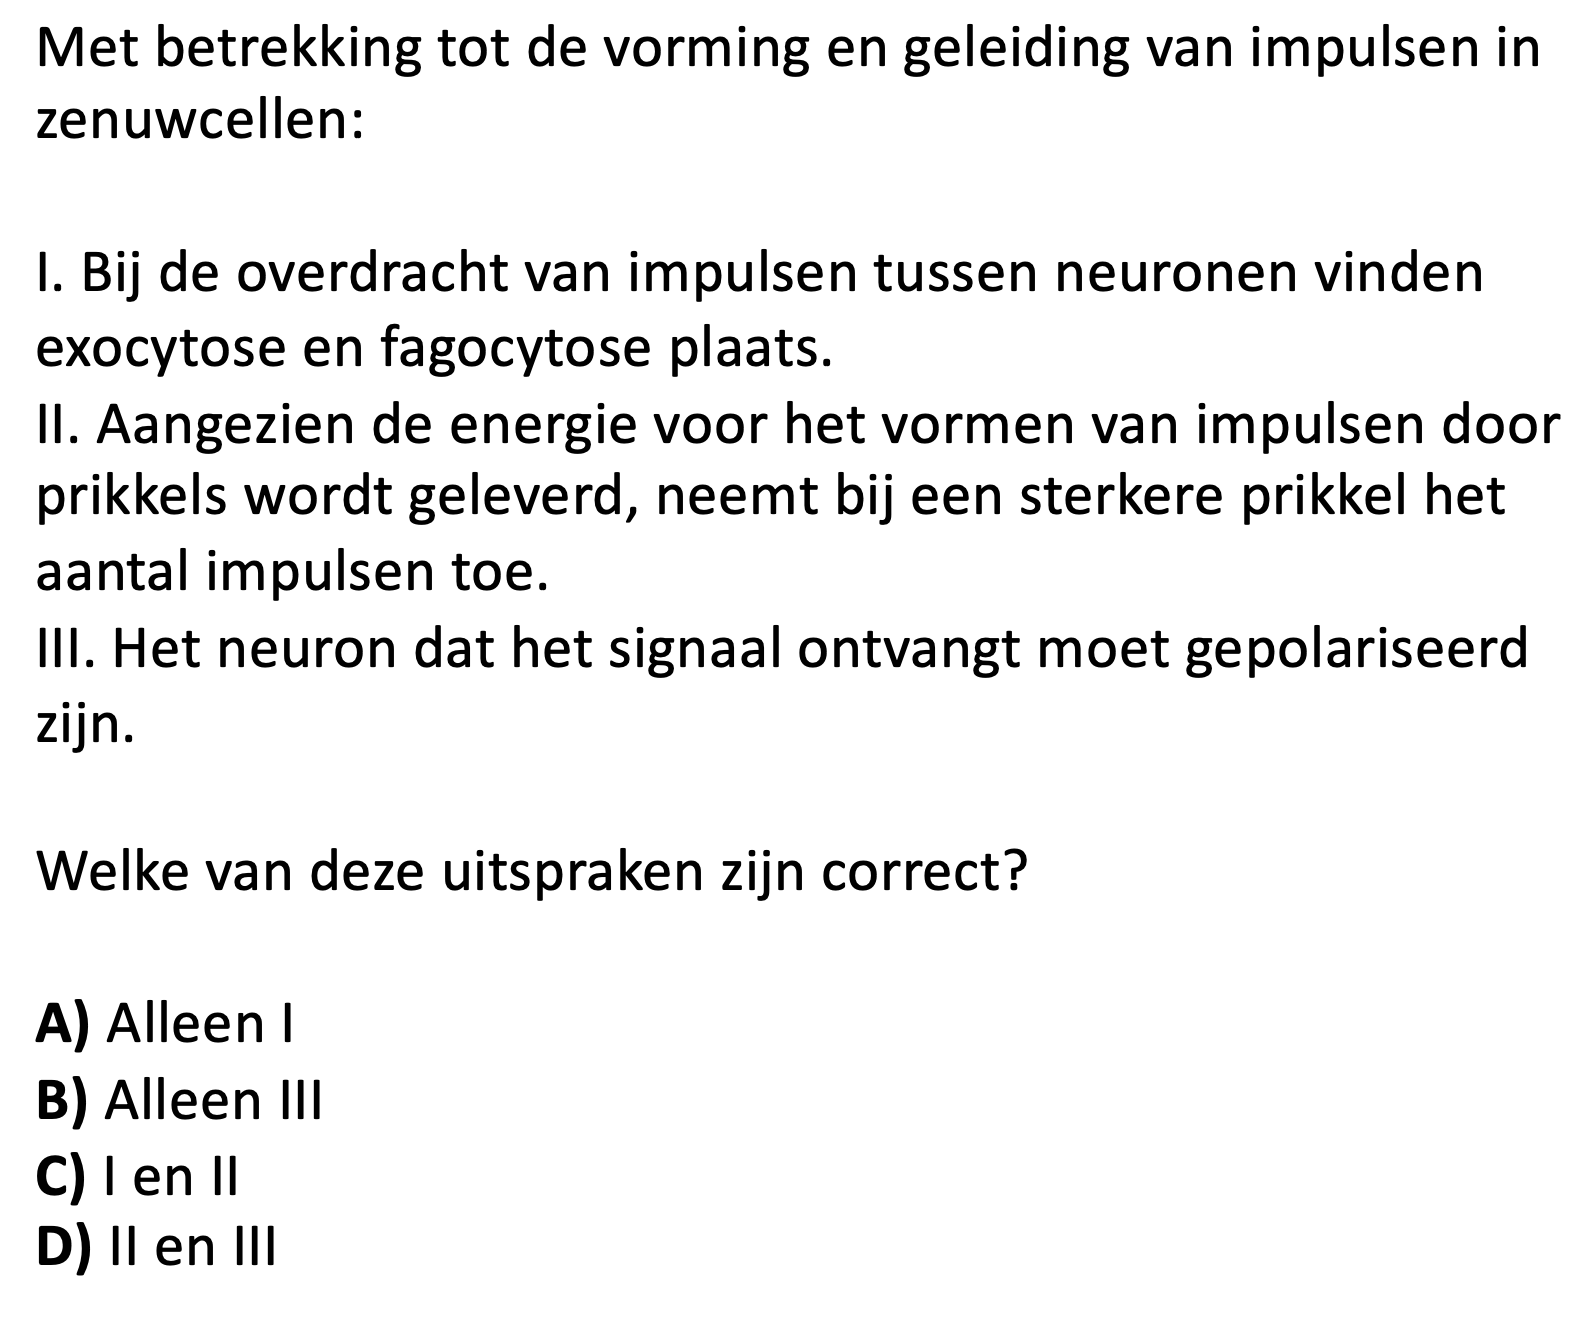 Met betrekking tot de vorming en geleiding van impulsen in
zenuwcellen:
I. Bij de overdracht van impulsen tussen neuronen vinden
exocytose en fagocytose plaats.
II. Aangezien de energie voor het vormen van impulsen door
prikkels wordt geleverd, neemt bij een sterkere prikkel het
aantal impulsen toe.
III. Het neuron dat het signaal ontvangt moet gepolariseerd
zijn.
Welke van deze uitspraken zijn correct?
A) Alleen I
B) Alleen III
C) I en II
D) II en III